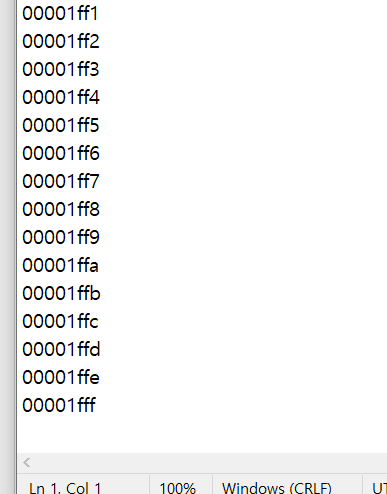 00001ff1
00001ff2
00001ff3
00001ff4
00001ff5
00001ff6
00001ff7
00001ff8
00001ff9
00001ffa
00001ffb
00001ffc
00001ffd
00001ffe
00001fff
Ln 1, Col 1 100% Windows (CRLF) UT